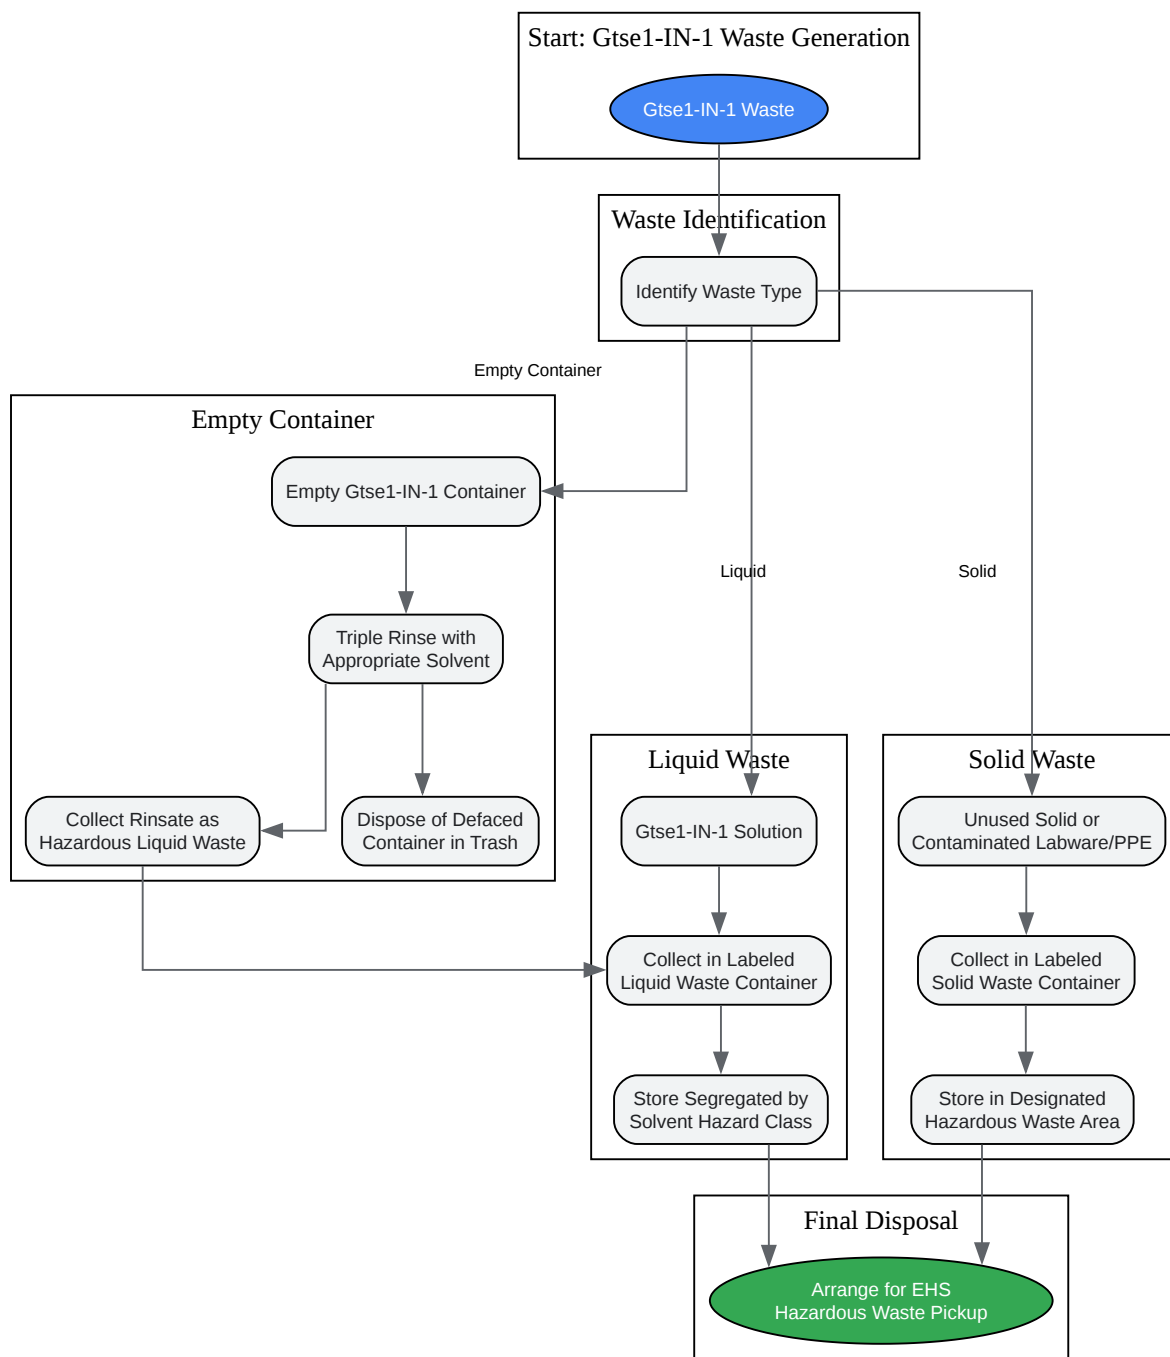 Start: Gtse1-IN-1 Waste Generation
Gtse1-IN-1 Waste
Waste Identification
Identify Waste Type
Empty Container
Empty Container
Empty Gtse1-IN-1 Container
Liquid
Solid
Triple Rinse with
Appropriate Solvent
Liquid Waste
Solid Waste
Collect Rinsate as
Hazardous Liquid Waste
Dispose of Defaced
Container in Trash
Gtse1-IN-1 Solution
Unused Solid or
Contaminated Labware/PPE
Collect in Labeled
Liquid Waste Container
Collect in Labeled
Solid Waste Container
Store Segregated by
Solvent Hazard Class
Store in Designated
Hazardous Waste Area
Final Disposal
Arrange for EHS
Hazardous Waste Pickup